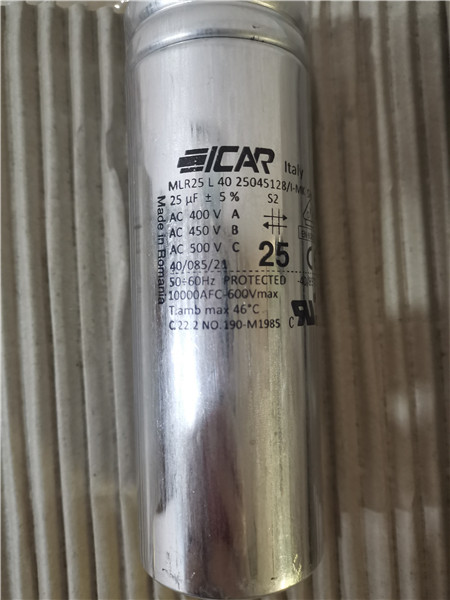 ICAR Italy
MLR25 L 40 25045128/I-MK
25 µF ± 5 % S2
AC 400 V A
AC 450 V B
AC 500 V C 25
40/085/21
50÷60Hz PROTECTED
10000AFC-600Vmax
T.amb max 46°C
C.22.2 NO.190-M1985 C
Made in Romania